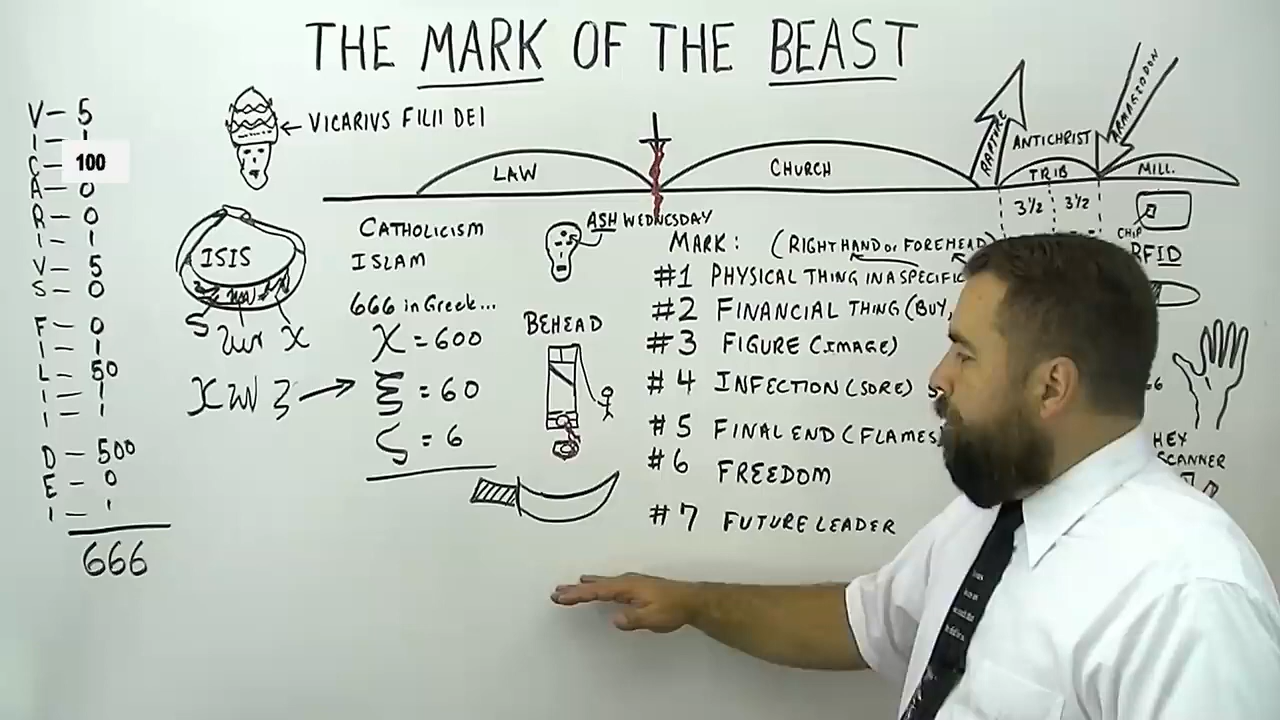 THE MARK OF THE BEAST
V - 5
I - 1
C - 100
A - 0
R - 0
I - 1
V - 5
S - 0
F - 0
I - 1
L - 50
I - 1
I - 1
D - 500
E - 0
I - 1
666
← VICARIVS FILII DEI
ISIS
LAW
CHURCH
RAPTURE
ANTICHRIST
TRIB
ARMAGEDDON
MILL.
3½ 3½
CATHOLICISM
ISLAM
666 in Greek...
χ = 600
ξ = 60
ς = 6
ASH WEDNESDAY
BEHEAD
MARK: (RIGHT HAND or FOREHEAD)
#1 PHYSICAL THING IN A SPECIFIC
#2 FINANCIAL THING (BUY,
#3 FIGURE (IMAGE)
#4 INFECTION (SORE)
#5 FINAL END (FLAMES)
#6 FREEDOM
#7 FUTURE LEADER
CHIP
RFID
HEX
SCANNER